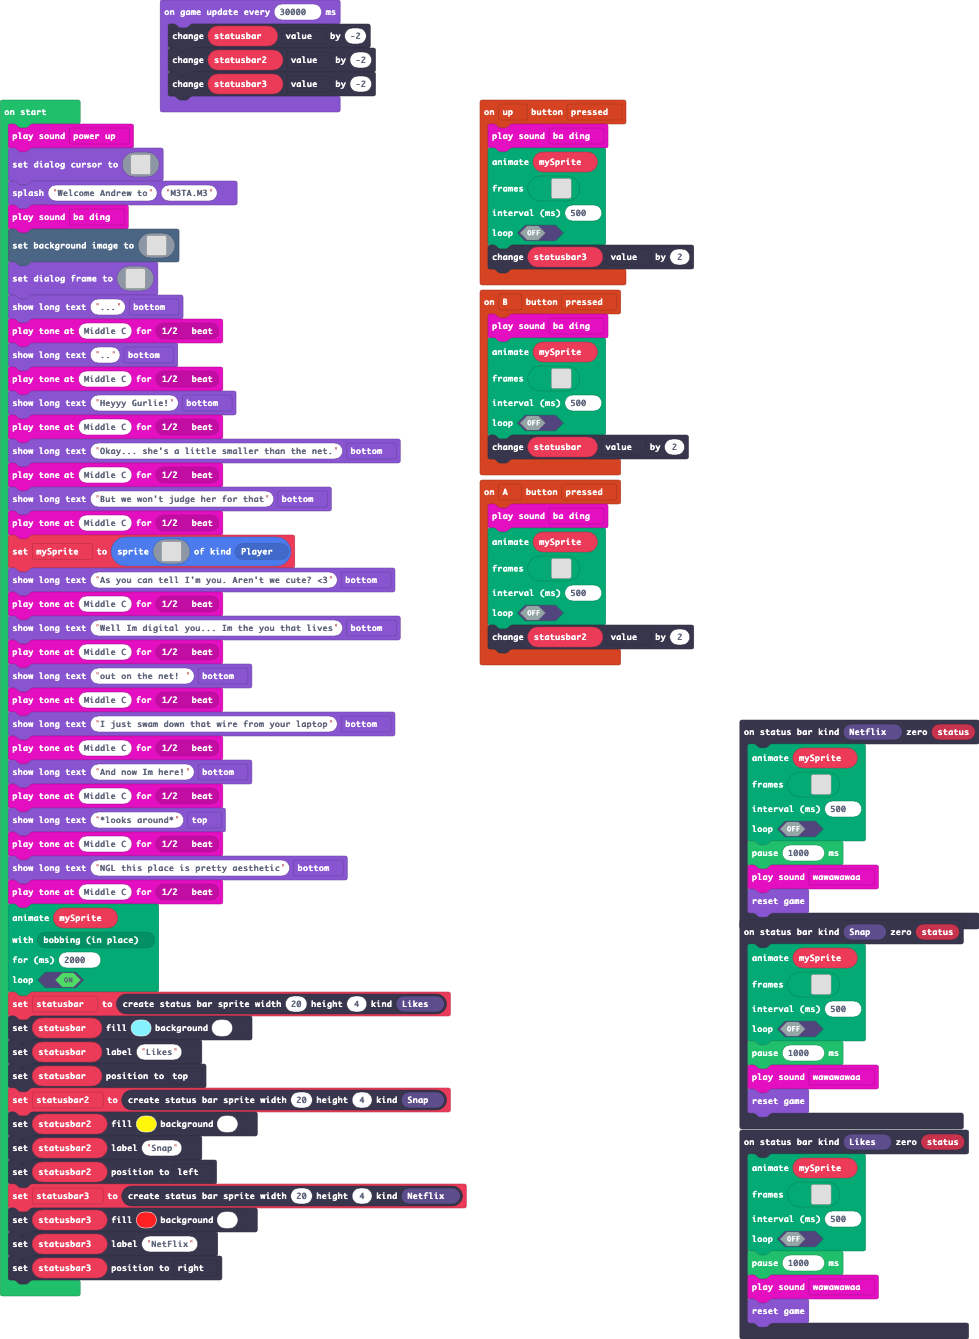 on game update every 30000 ms
change statusbar value by -2
change statusbar2 value by -2
change statusbar3 value by -2
on start
play sound power up
set dialog cursor to
splash "Welcome Andrew to" "M3TA.M3"
play sound ba ding
set background image to
set dialog frame to
show long text "..." bottom
play tone at Middle C for 1/2 beat
show long text ".." bottom
play tone at Middle C for 1/2 beat
show long text "Heyyy Gurlie!" bottom
play tone at Middle C for 1/2 beat
show long text "Okay... she's a little smaller than the net." bottom
play tone at Middle C for 1/2 beat
show long text "But we won't judge her for that" bottom
play tone at Middle C for 1/2 beat
set mySprite to sprite of kind Player
show long text "As you can tell I'm you. Aren't we cute? <3" bottom
play tone at Middle C for 1/2 beat
show long text "Well Im digital you... Im the you that lives" bottom
play tone at Middle C for 1/2 beat
show long text "out on the net! " bottom
play tone at Middle C for 1/2 beat
show long text "I just swam down that wire from your laptop" bottom
play tone at Middle C for 1/2 beat
show long text "And now Im here!" bottom
play tone at Middle C for 1/2 beat
show long text "*looks around*" top
play tone at Middle C for 1/2 beat
show long text "NGL this place is pretty aesthetic" bottom
play tone at Middle C for 1/2 beat
animate mySprite
with bobbing (in place)
for (ms) 2000
loop ON
set statusbar to create status bar sprite width 20 height 4 kind Likes
set statusbar fill background
set statusbar label "Likes"
set statusbar position to top
set statusbar2 to create status bar sprite width 20 height 4 kind Snap
set statusbar2 fill background
set statusbar2 label "Snap"
set statusbar2 position to left
set statusbar3 to create status bar sprite width 20 height 4 kind Netflix
set statusbar3 fill background
set statusbar3 label "NetFlix"
set statusbar3 position to right
on up button pressed
play sound ba ding
animate mySprite
frames
interval (ms) 500
loop OFF
change statusbar3 value by 2
on B button pressed
play sound ba ding
animate mySprite
frames
interval (ms) 500
loop OFF
change statusbar value by 2
on A button pressed
play sound ba ding
animate mySprite
frames
interval (ms) 500
loop OFF
change statusbar2 value by 2
on status bar kind Netflix zero status
animate mySprite
frames
interval (ms) 500
loop OFF
pause 1000 ms
play sound wawawawaa
reset game
on status bar kind Snap zero status
animate mySprite
frames
interval (ms) 500
loop OFF
pause 1000 ms
play sound wawawawaa
reset game
on status bar kind Likes zero status
animate mySprite
frames
interval (ms) 500
loop OFF
pause 1000 ms
play sound wawawawaa
reset game